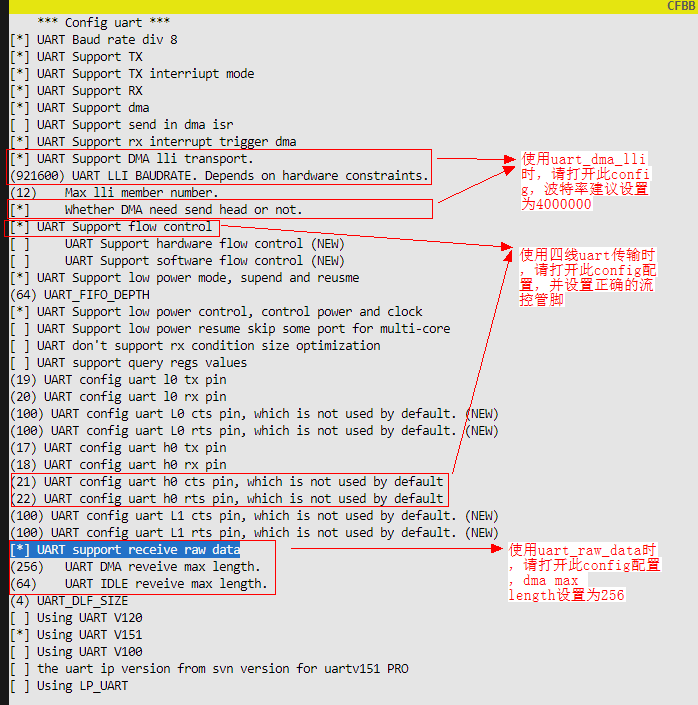 CFBB
*** Config uart ***
[*] UART Baud rate div 8
[*] UART Support TX
[*] UART Support TX interriupt mode
[*] UART Support RX
[*] UART Support dma
[ ] UART Support send in dma isr
[*] UART Support rx interrupt trigger dma
[*] UART Support DMA lli transport.
(921600) UART LLI BAUDRATE. Depends on hardware constraints.
(12) Max lli member number.
[*] Whether DMA need send head or not.
[*] UART Support flow control
[ ] UART Support hardware flow control (NEW)
[ ] UART Support software flow control (NEW)
[*] UART Support low power mode, supend and reusme
(64) UART_FIFO_DEPTH
[*] UART Support low power control, control power and clock
[ ] UART Support low power resume skip some port for multi-core
[ ] UART don't support rx condition size optimization
[ ] UART support query regs values
(19) UART config uart l0 tx pin
(20) UART config uart l0 rx pin
(100) UART config uart L0 cts pin, which is not used by default. (NEW)
(100) UART config uart L0 rts pin, which is not used by default. (NEW)
(17) UART config uart h0 tx pin
(18) UART config uart h0 rx pin
(21) UART config uart h0 cts pin, which is not used by default
(22) UART config uart h0 rts pin, which is not used by default
(100) UART config uart L1 cts pin, which is not used by default. (NEW)
(100) UART config uart L1 rts pin, which is not used by default. (NEW)
[*] UART support receive raw data
(256) UART DMA reveive max length.
(64) UART IDLE reveive max length.
(4) UART_DLF_SIZE
[ ] Using UART V120
[*] Using UART V151
[ ] Using UART V100
[ ] the uart ip version from svn version for uartv151 PRO
[ ] Using LP_UART
使用uart_dma_lli
时，请打开此confi
g，波特率建议设置
为4000000
使用四线uart传输时
，请打开此config配
置，并设置正确的流
控管脚
使用uart_raw_data时
，请打开此config配置
，dma max
length设置为256